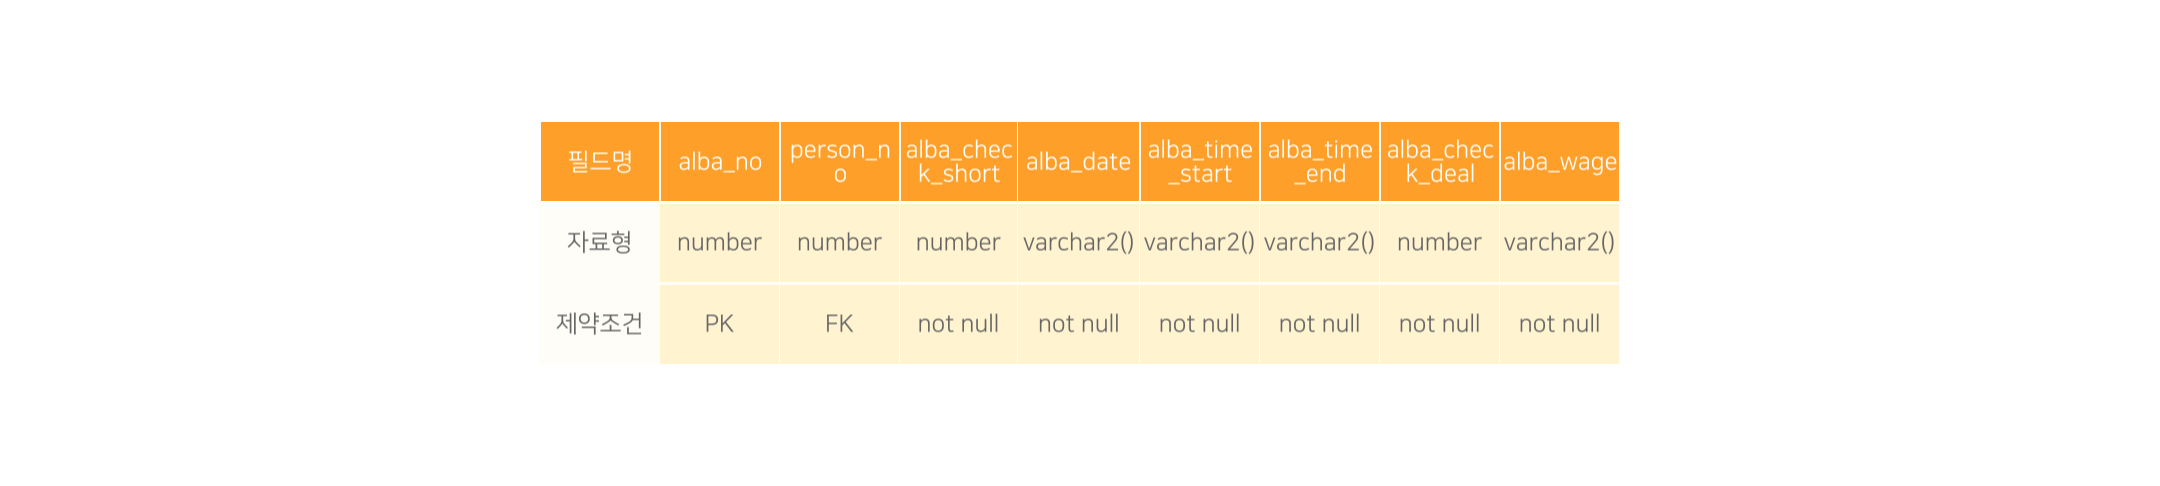 필드명 alba_no person_n
o alba_chec
k_short alba_date alba_time
_start alba_time
_end alba_chec
k_deal alba_wage
자료형 number number number varchar2() varchar2() varchar2() number varchar2()
제약조건 PK FK not null not null not null not null not null not null